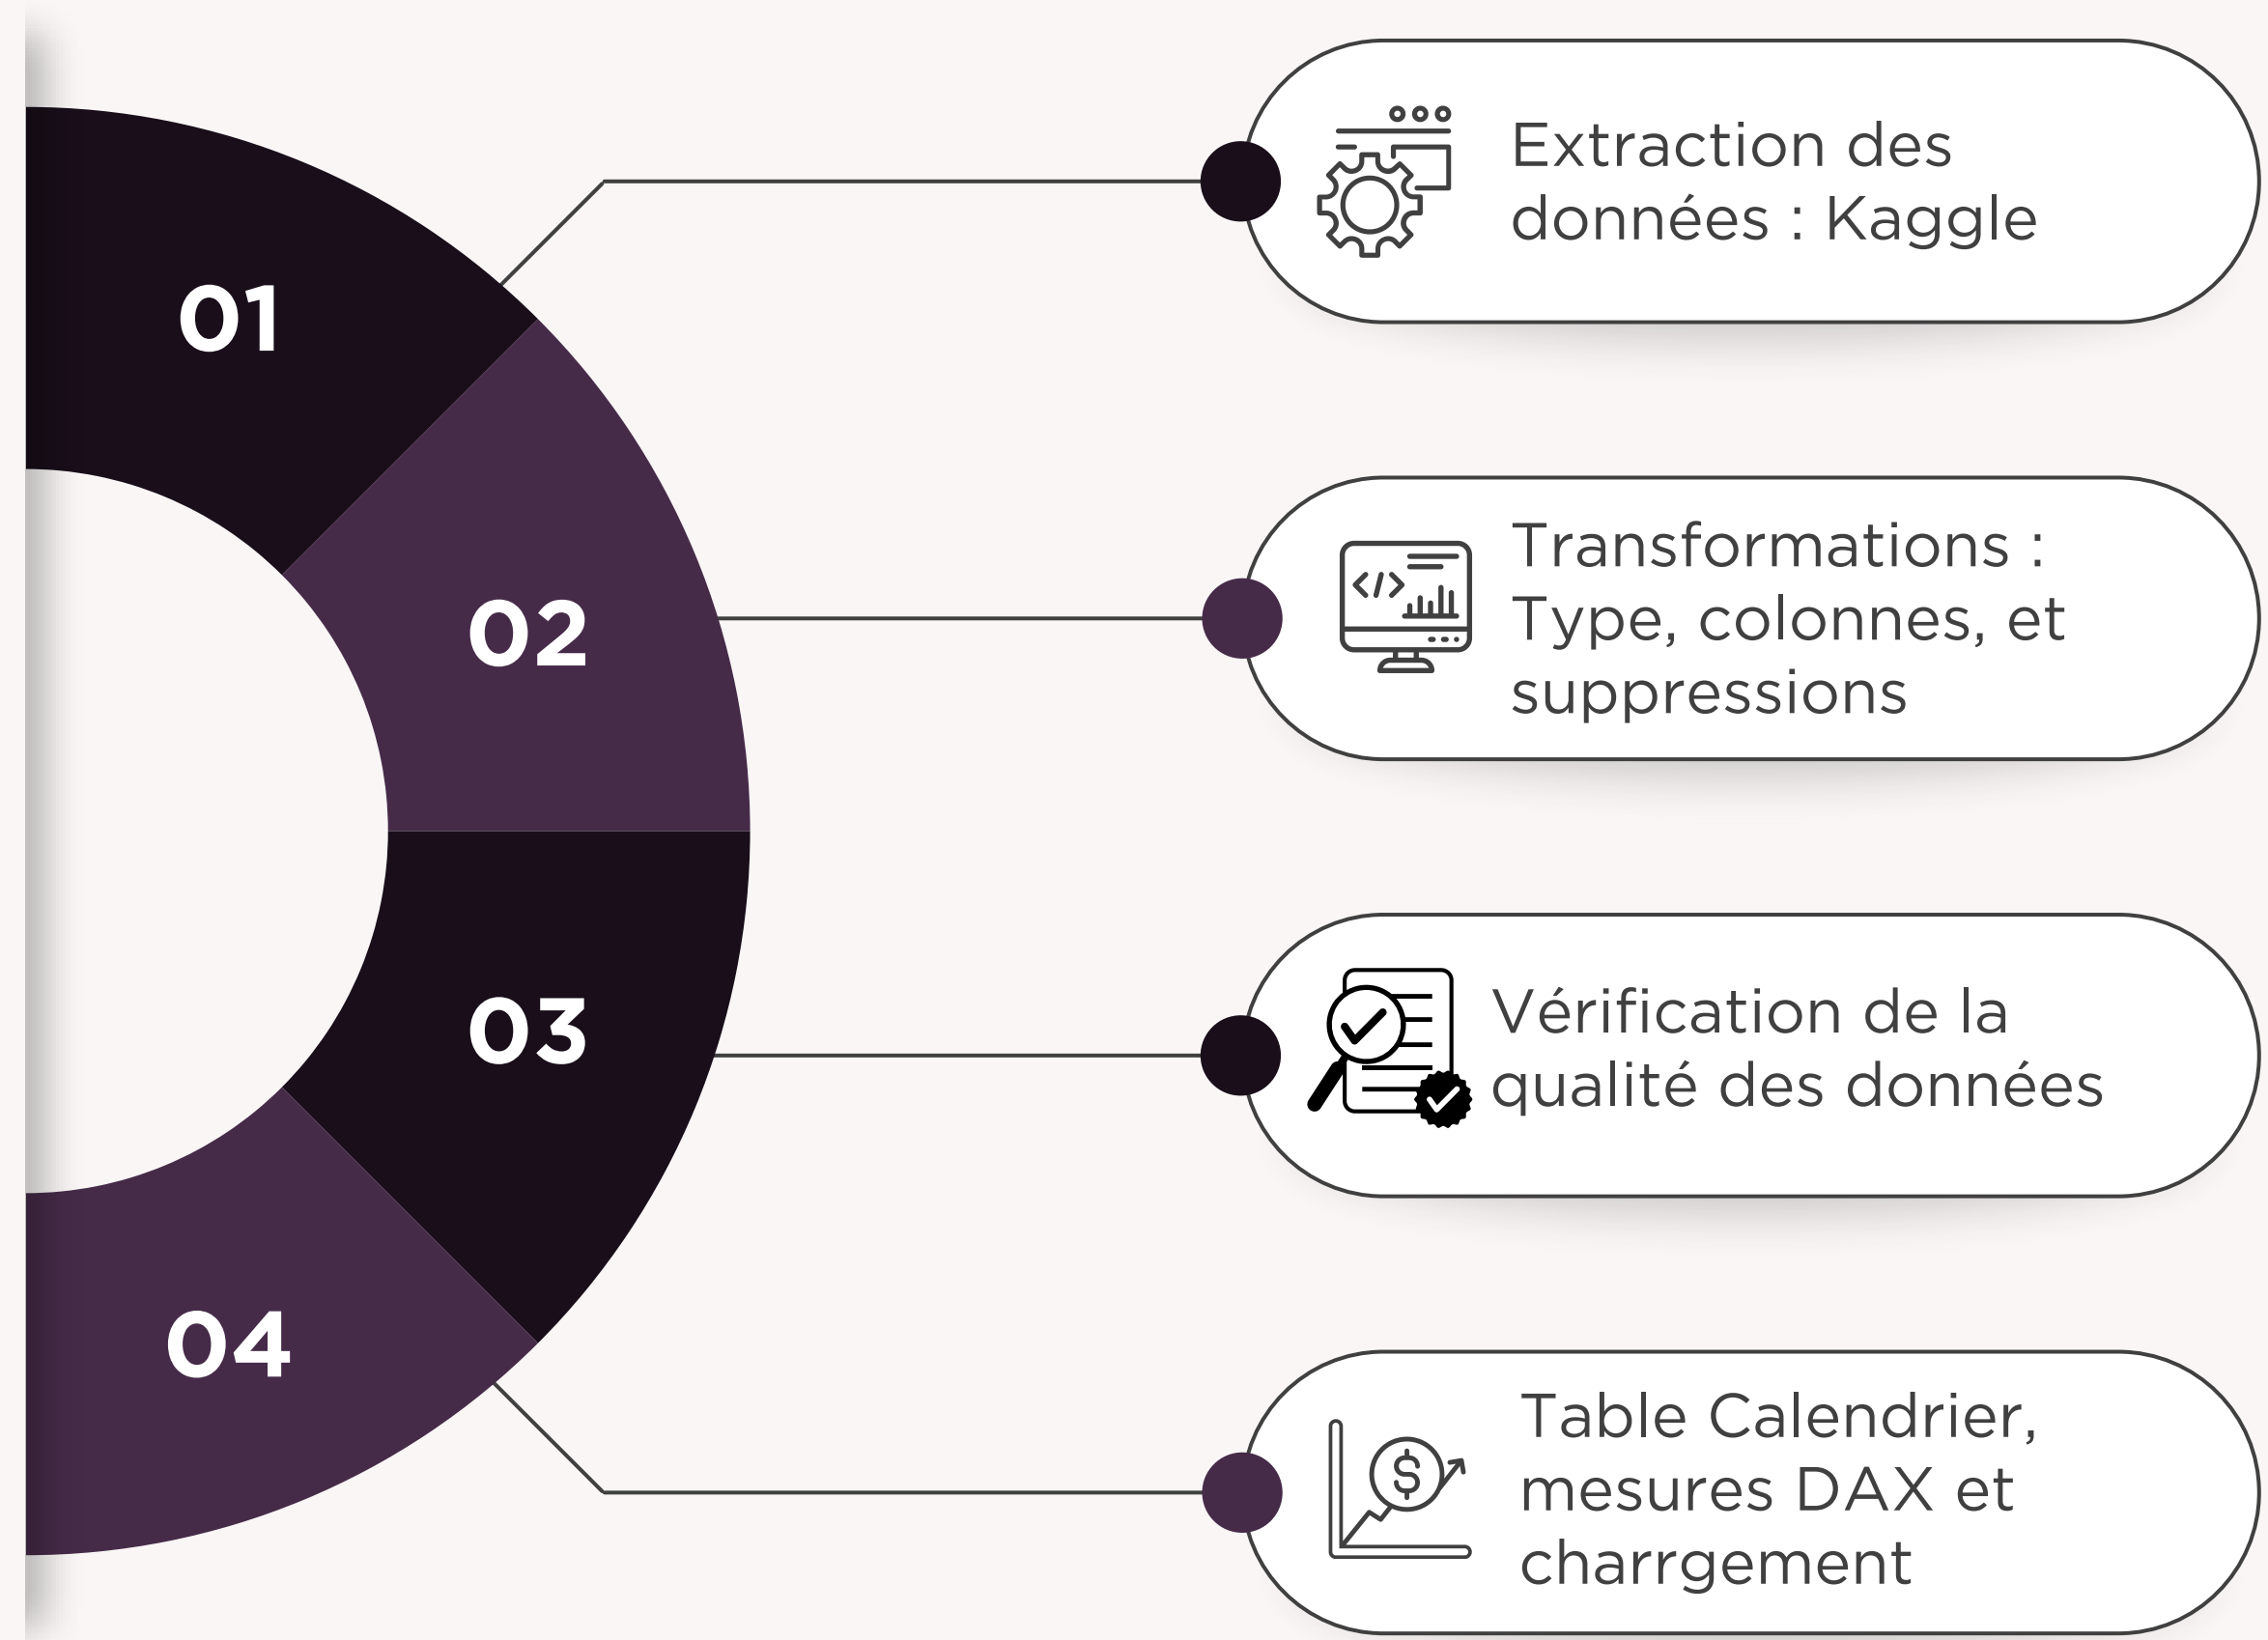 01
Extraction des
données : Kaggle
02
Transformations :
Type, colonnes, et
suppressions
03
Vérification de la
qualité des données
04
Table Calendrier,
mesures DAX et
charrgement